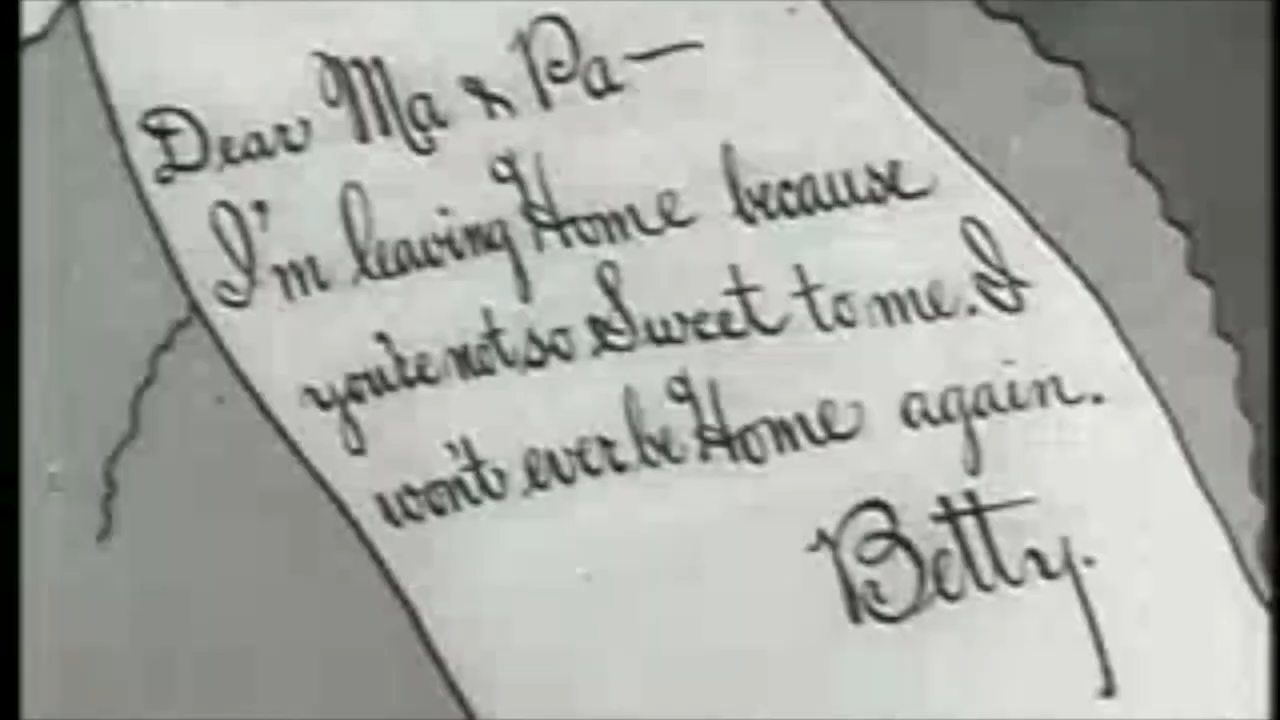 Dear Ma & Pa—
I'm leaving Home because
you're not so Sweet to me. I
won't ever be Home again.
Betty.